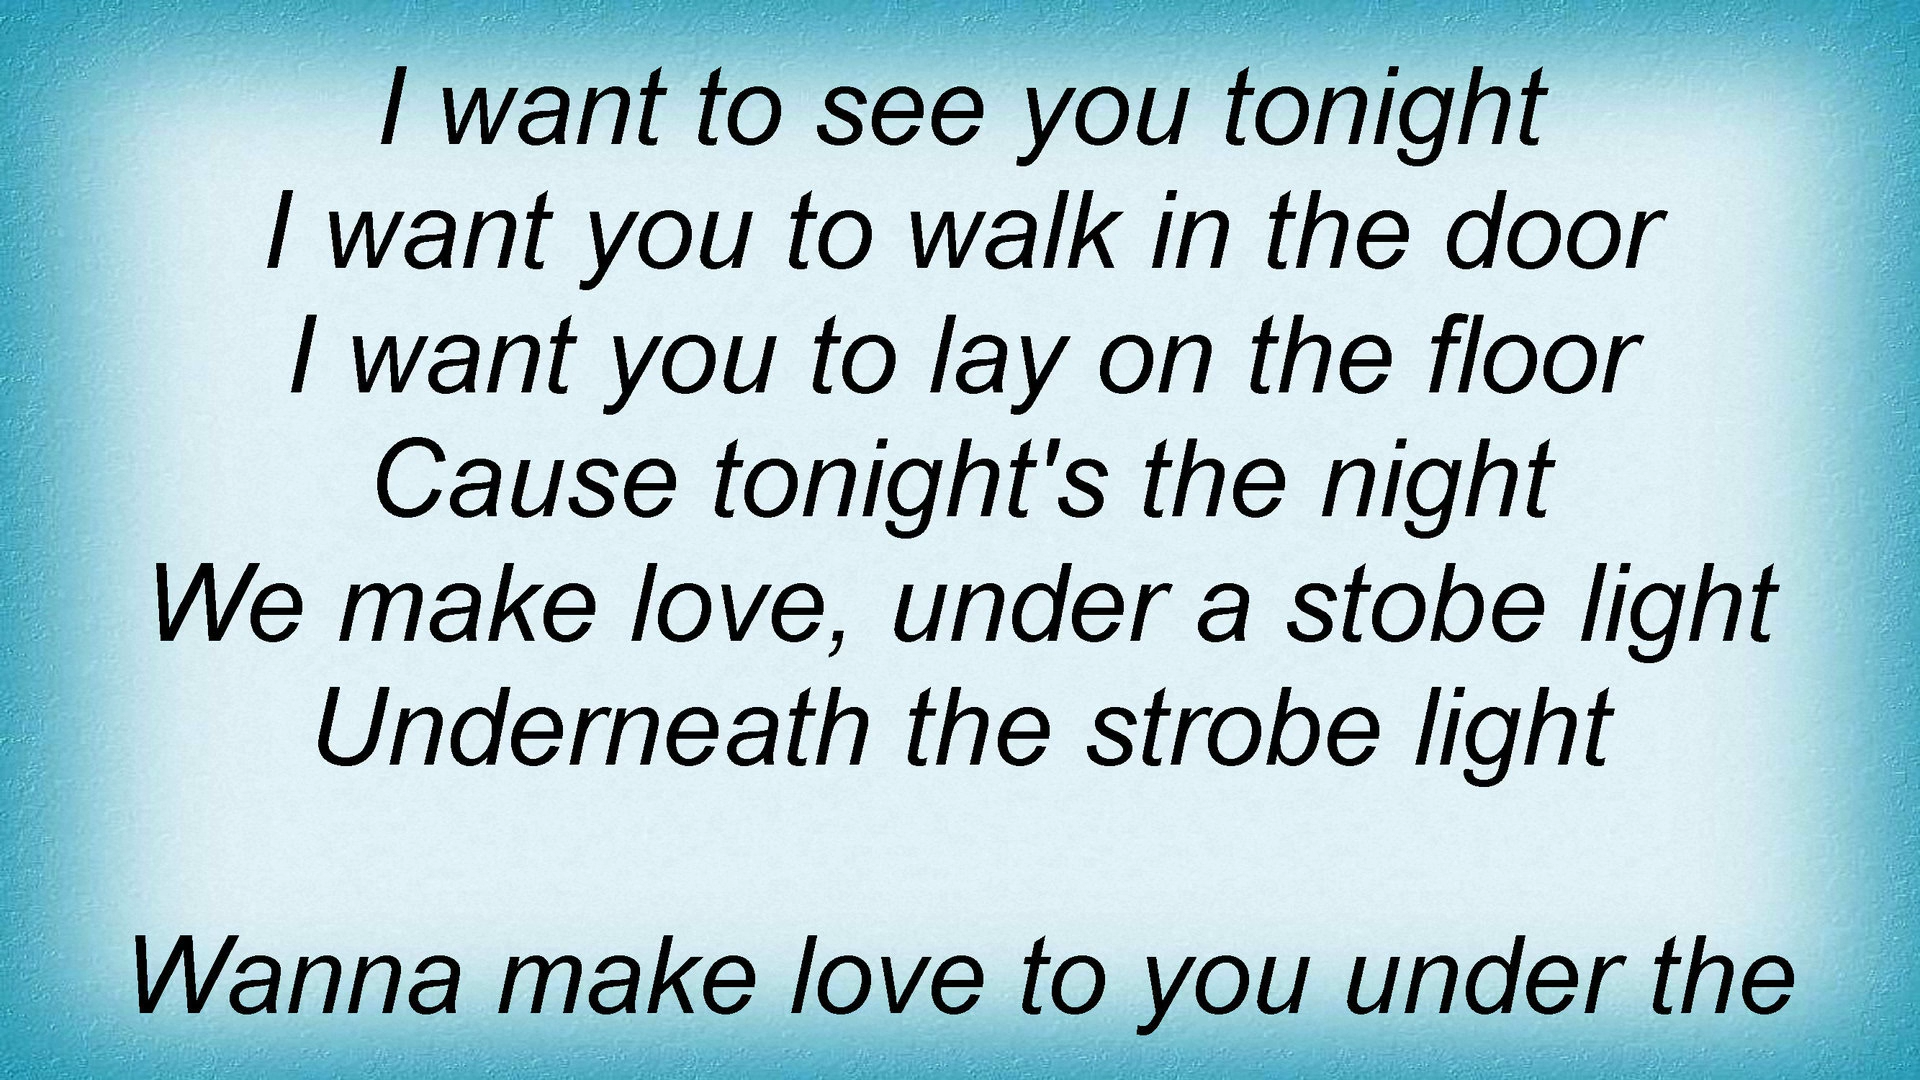 I want to see you tonight
I want you to walk in the door
I want you to lay on the floor
Cause tonight's the night
We make love, under a stobe light
Underneath the strobe light
Wanna make love to you under the